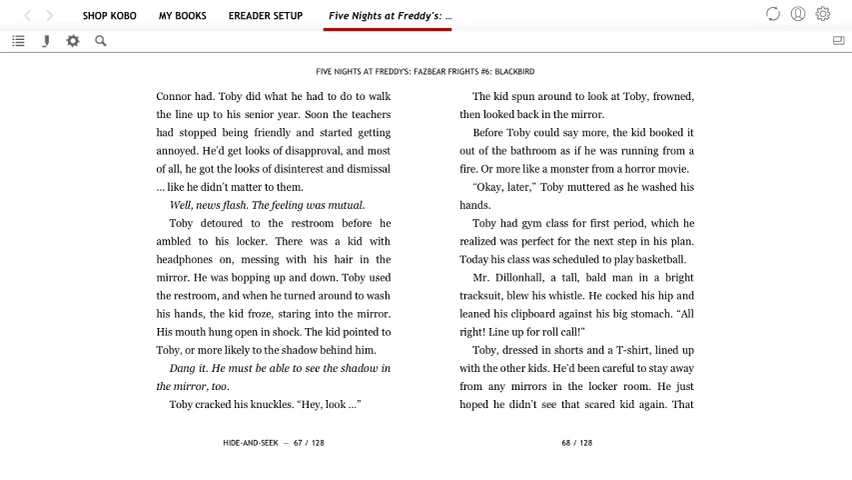 SHOP KOBO MY BOOKS EREADER SETUP Five Nights at Freddy's: ...
FIVE NIGHTS AT FREDDY'S: FAZBEAR FRIGHTS #6: BLACKBIRD
Connor had. Toby did what he had to do to walk
the line up to his senior year. Soon the teachers
had stopped being friendly and started getting
annoyed. He'd get looks of disapproval, and most
of all, he got the looks of disinterest and dismissal
... like he didn't matter to them.
Well, news flash. The feeling was mutual.
Toby detoured to the restroom before he
ambled to his locker. There was a kid with
headphones on, messing with his hair in the
mirror. He was bopping up and down. Toby used
the restroom, and when he turned around to wash
his hands, the kid froze, staring into the mirror.
His mouth hung open in shock. The kid pointed to
Toby, or more likely to the shadow behind him.
Dang it. He must be able to see the shadow in
the mirror, too.
Toby cracked his knuckles. “Hey, look ...”
HIDE-AND-SEEK — 67 / 128
The kid spun around to look at Toby, frowned,
then looked back in the mirror.
Before Toby could say more, the kid booked it
out of the bathroom as if he was running from a
fire. Or more like a monster from a horror movie.
“Okay, later,” Toby muttered as he washed his
hands.
Toby had gym class for first period, which he
realized was perfect for the next step in his plan.
Today his class was scheduled to play basketball.
Mr. Dillonhall, a tall, bald man in a bright
tracksuit, blew his whistle. He cocked his hip and
leaned his clipboard against his big stomach. “All
right! Line up for roll call!”
Toby, dressed in shorts and a T-shirt, lined up
with the other kids. He'd been careful to stay away
from any mirrors in the locker room. He just
hoped he didn't see that scared kid again. That
68 / 128